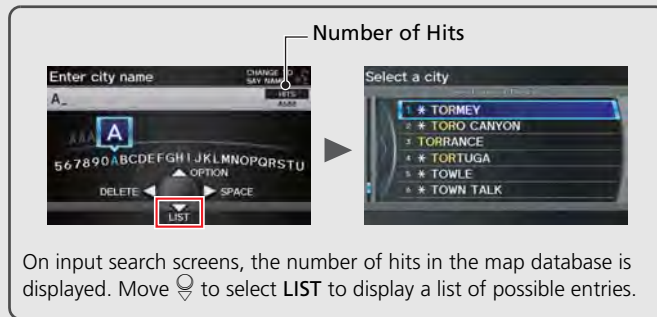 Number of Hits
Enter city name
CHANGE TO
SAY NAME
A_
HITS
AAA
A
567890ABCDEFGHIJKLMNOPQRSTU
OPTION
DELETE
SPACE
LIST
Select a city
1 * TORMEY
2 * TORO CANYON
3 TORRANCE
4 * TORTUGA
5 * TOWLE
6 * TOWN TALK
On input search screens, the number of hits in the map database is
displayed. Move to select LIST to display a list of possible entries.